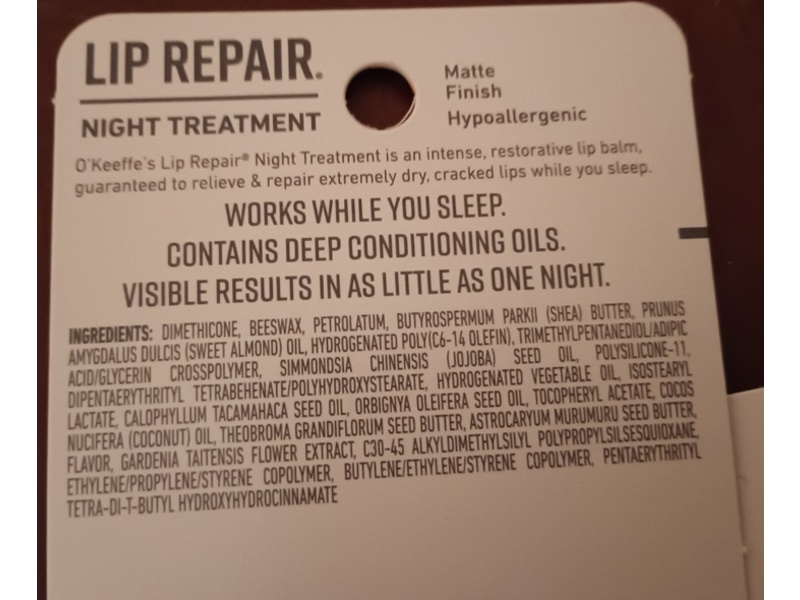 LIP REPAIR®
NIGHT TREATMENT
Matte
Finish
Hypoallergenic
O'Keeffe's Lip Repair® Night Treatment is an intense, restorative lip balm,
guaranteed to relieve & repair extremely dry, cracked lips while you sleep.
WORKS WHILE YOU SLEEP.
CONTAINS DEEP CONDITIONING OILS.
VISIBLE RESULTS IN AS LITTLE AS ONE NIGHT.
INGREDIENTS: DIMETHICONE, BEESWAX, PETROLATUM, BUTYROSPERMUM PARKII (SHEA) BUTTER, PRUNUS
AMYGDALUS DULCIS (SWEET ALMOND) OIL, HYDROGENATED POLY(C6-14 OLEFIN), TRIMETHYLPENTANEDIOL/ADIPIC
ACID/GLYCERIN CROSSPOLYMER, SIMMONDSIA CHINENSIS (JOJOBA) SEED OIL, POLYSILICONE-11,
DIPENTAERYTHRITYL TETRABEHENATE/POLYHYDROXYSTEARATE, HYDROGENATED VEGETABLE OIL, ISOSTEARYL
LACTATE, CALOPHYLLUM TACAMAHACA SEED OIL, ORBIGNYA OLEIFERA SEED OIL, TOCOPHERYL ACETATE, COCOS
NUCIFERA (COCONUT) OIL, THEOBROMA GRANDIFLORUM SEED BUTTER, ASTROCARYUM MURUMURU SEED BUTTER,
FLAVOR, GARDENIA TAITENSIS FLOWER EXTRACT, C30-45 ALKYLDIMETHYLSILYL POLYPROPYLSILSESQUIOXANE,
ETHYLENE/PROPYLENE/STYRENE COPOLYMER, BUTYLENE/ETHYLENE/STYRENE COPOLYMER, PENTAERYTHRITYL
TETRA-DI-T-BUTYL HYDROXYHYDROCINNAMATE